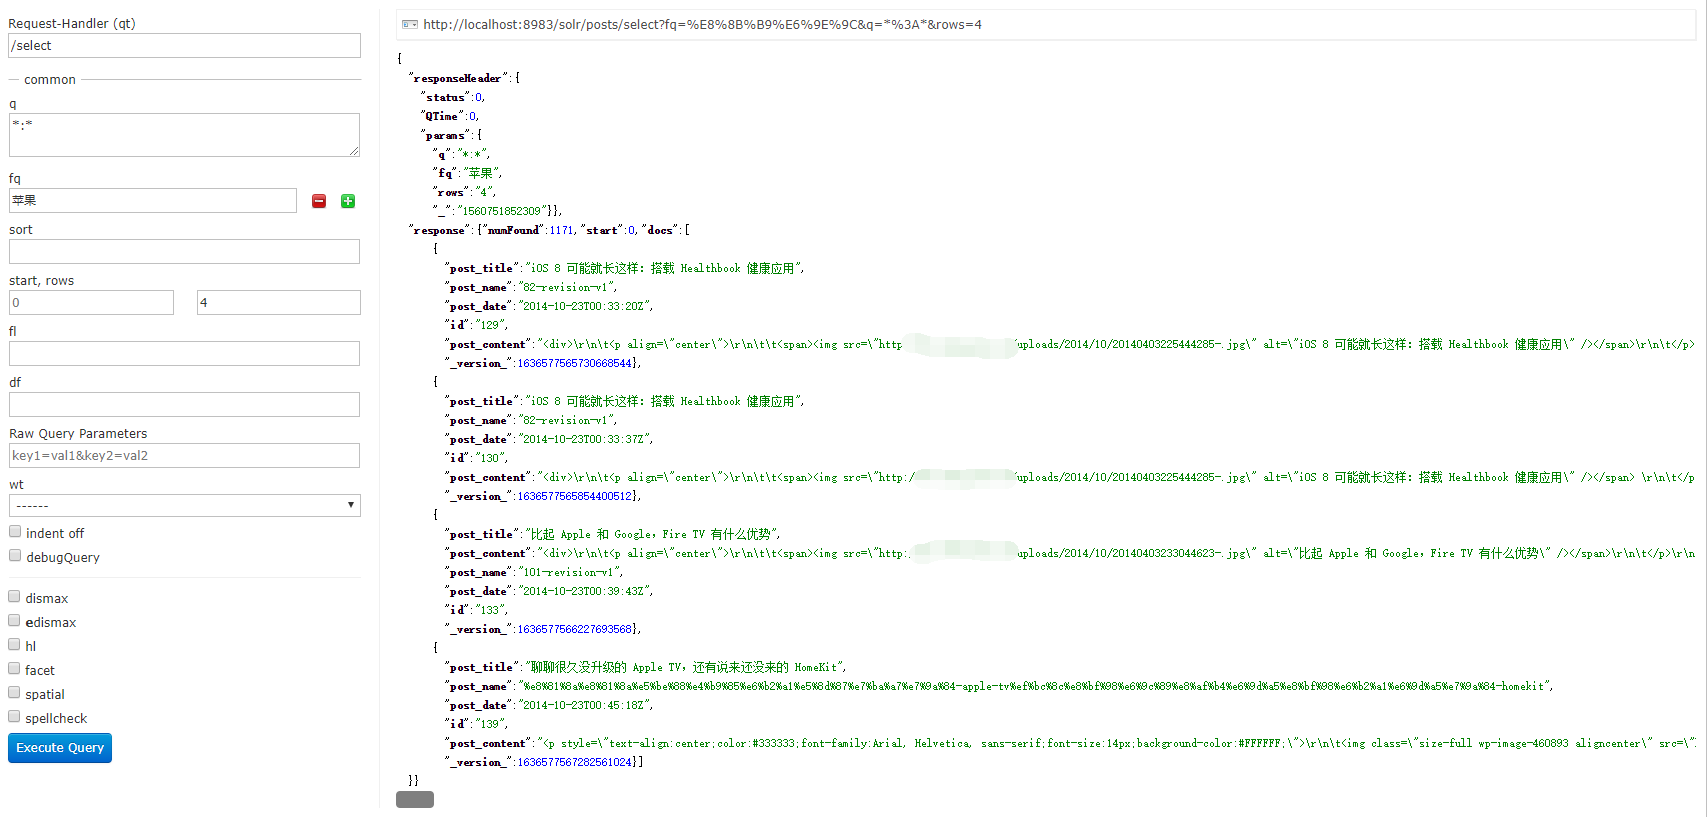 Request-Handler (qt)
/select
common
q
*:*
fq
苹果
sort
start, rows
0
4
fl
df
Raw Query Parameters
key1=val1&key2=val2
wt
------
indent off
debugQuery
dismax
edismax
hl
facet
spatial
spellcheck
Execute Query
http://localhost:8983/solr/posts/select?fq=%E8%8B%B9%E6%9E%9C&q=*%3A*&rows=4
{
"responseHeader":{
"status":0,
"QTime":0,
"params":{
"q":"*:*",
"fq":"苹果",
"rows":"4",
"_":"1560751852309"}},
"response":{"numFound":1171,"start":0,"docs":[
{
"post_title":"iOS 8 可能就长这样：搭载 Healthbook 健康应用",
"post_name":"82-revision-v1",
"post_date":"2014-10-23T00:33:20Z",
"id":"129",
"post_content":"<div>\r\n\t<p align=\"center\">\r\n\t\t<span><img src=\"http uploads/2014/10/20140403225444285-.jpg\" alt=\"iOS 8 可能就长这样：搭载 Healthbook 健康应用\" /></span>\r\n\t</p>
"_version_":1636577565730668544},
{
"post_title":"iOS 8 可能就长这样：搭载 Healthbook 健康应用",
"post_name":"82-revision-v1",
"post_date":"2014-10-23T00:33:37Z",
"id":"130",
"post_content":"<div>\r\n\t<p align=\"center\">\r\n\t\t<span><img src=\"http:/ /uploads/2014/10/20140403225444285-.jpg\" alt=\"iOS 8 可能就长这样：搭载 Healthbook 健康应用\" /></span> \r\n\t</p
"_version_":1636577565854400512},
{
"post_title":"比起 Apple 和 Google，Fire TV 有什么优势",
"post_content":"<div>\r\n\t<p align=\"center\">\r\n\t\t<span><img src=\"http: uploads/2014/10/20140403233044623-.jpg\" alt=\"比起 Apple 和 Google，Fire TV 有什么优势\" /></span>\r\n\t</p>\r\n
"post_name":"101-revision-v1",
"post_date":"2014-10-23T00:39:43Z",
"id":"133",
"_version_":1636577566227693568},
{
"post_title":"聊聊很久没升级的 Apple TV，还有说来还没来的 HomeKit",
"post_name":"%e8%81%8a%e8%81%8a%e5%be%88%e4%b9%85%e6%b2%a1%e5%8d%87%e7%ba%a7%e7%9a%84-apple-tv%ef%bc%8c%e8%bf%98%e6%9c%89%e8%af%b4%e6%9d%a5%e8%bf%98%e6%b2%a1%e6%9d%a5%e7%9a%84-homekit",
"post_date":"2014-10-23T00:45:18Z",
"id":"139",
"post_content":"<p style=\"text-align:center;color:#333333;font-family:Arial, Helvetica, sans-serif;font-size:14px;background-color:#FFFFFF;\">\r\n\t<img class=\"size-full wp-image-460893 aligncenter\" src=\"
"_version_":1636577567282561024}]
}}